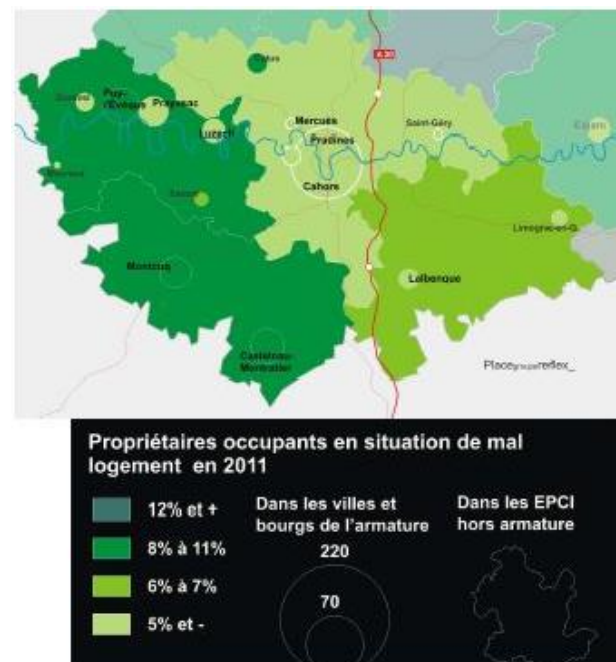 Catus
A 20
Puy-
l'Evêque
Prayssac
Mercuès
Saint-Géry
Luzech
Pradines
Cahors
Limogne-en-Q.
Montcuq
Lalbenque
Castelnau-
Montratier
Placegroupereflex_
Propriétaires occupants en situation de mal
logement en 2011
12% et +
8% à 11%
6% à 7%
5% et -
Dans les villes et
bourgs de l'armature
220
70
Dans les EPCI
hors armature